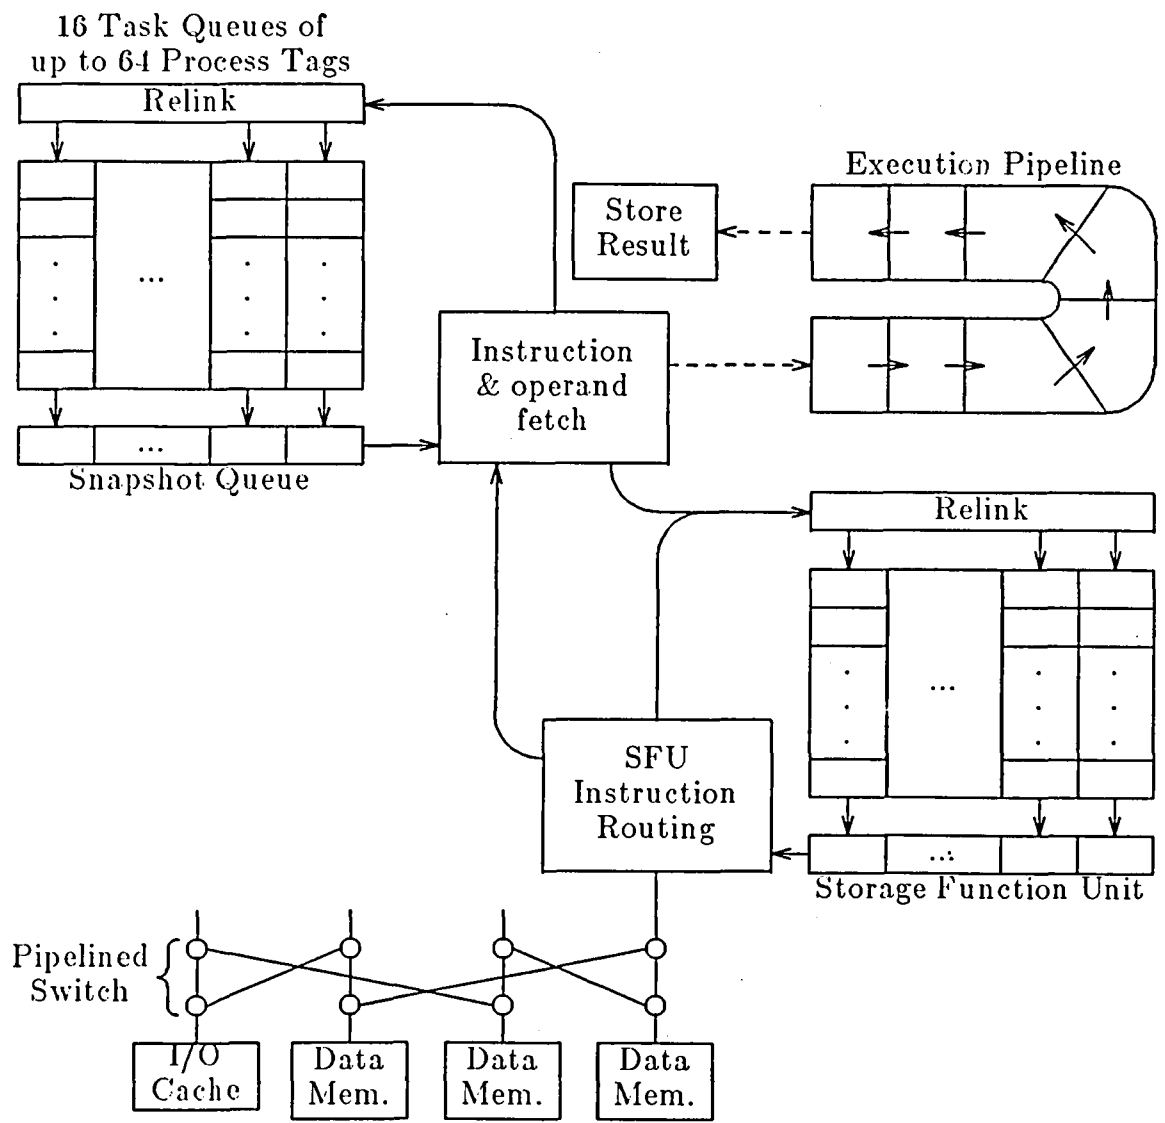 16 Task Queues of
up to 64 Process Tags
Relink
...
...
Snapshot Queue
Execution Pipeline
Store
Result
Instruction
& operand
fetch
Relink
...
...
Storage Function Unit
SFU
Instruction
Routing
Pipelined
Switch
I/O
Cache
Data
Mem.
Data
Mem.
Data
Mem.